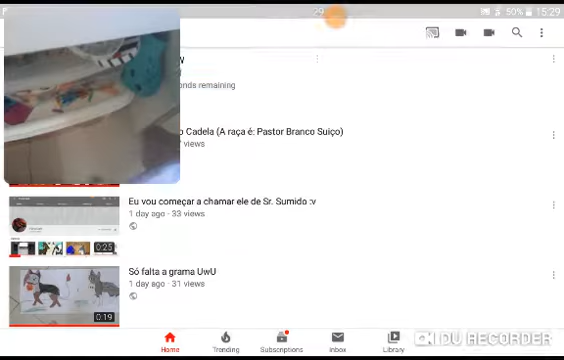 29
50% 15:29
onds remaining
o Cadela (A raça é: Pastor Branco Suiço)
views
Eu vou começar a chamar ele de Sr. Sumido :v
1 day ago · 33 views
0:25
Só falta a grama UwU
1 day ago · 31 views
0:19
Home Trending Subscriptions Inbox Library
DU RECORDER